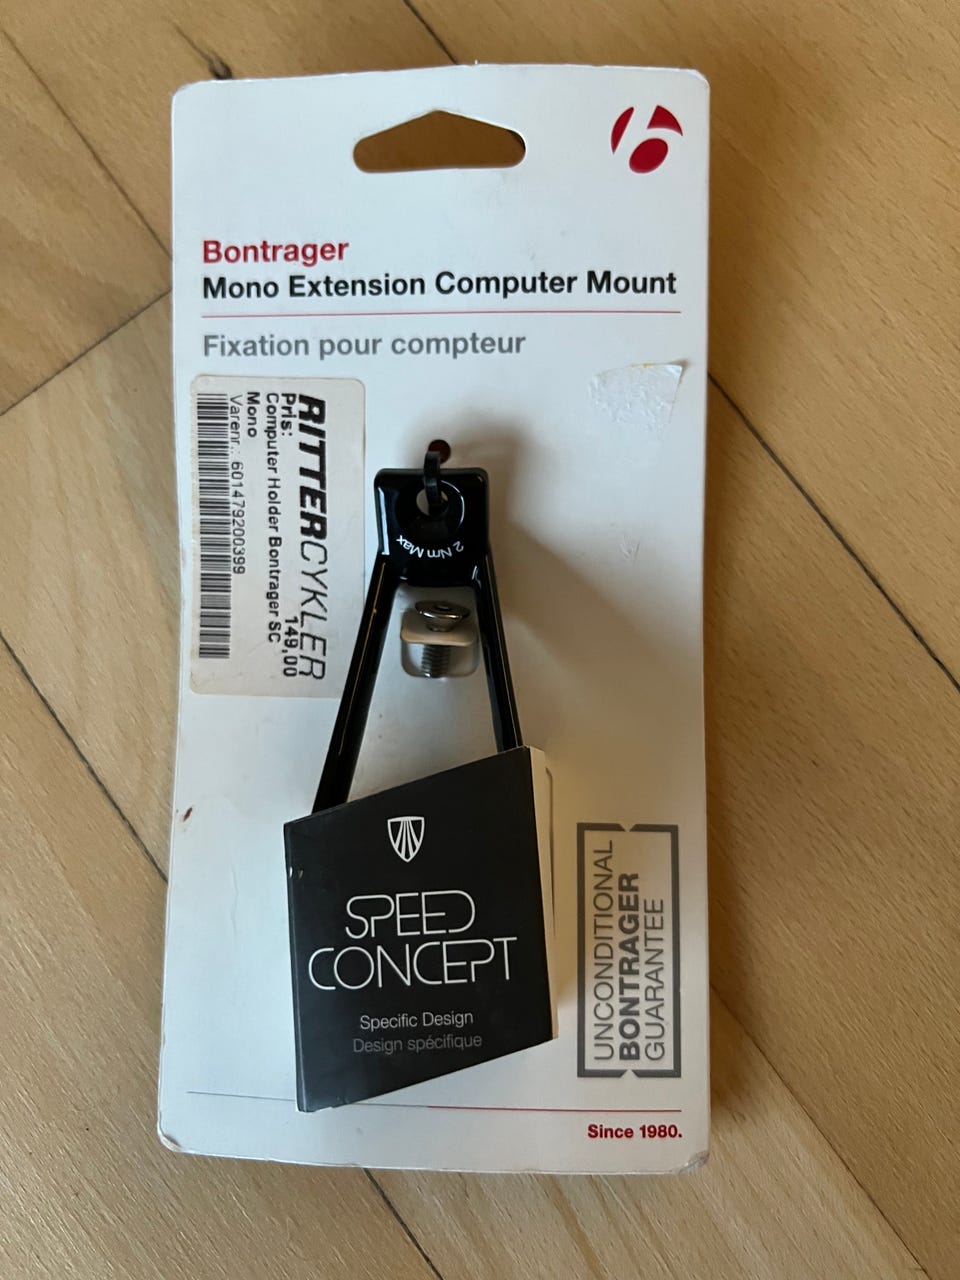 Bontrager
Mono Extension Computer Mount
Fixation pour compteur
RITTERCYKLER
Pris: 149,00
Computer Holder Bontrager SC
Mono
Varenr.: 601479200399
2 Nm Max
SPEED
CONCEPT
Specific Design
Design spécifique
UNCONDITIONAL
BONTRAGER
GUARANTEE
Since 1980.